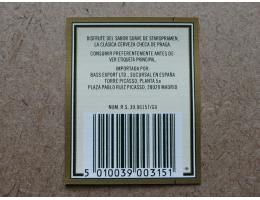 DISFRUTE DEL SABOR SUAVE DE STAROPRAMEN,
LA CLÁSICA CERVEZA CHECA DE PRAGA.
CONSUMIR PREFERENTEMENTE ANTES DE:
VER ETIQUETA PRINCIPAL.
IMPORTADA POR:
BASS EXPORT LTD., SUCURSAL EN ESPAÑA
TORRE PICASSO, PLANTA 5a
PLAZA PABLO RUIZ PICASSO, 28020 MADRID
NUM. R.S. 30.06157/GU
5 010039 003151